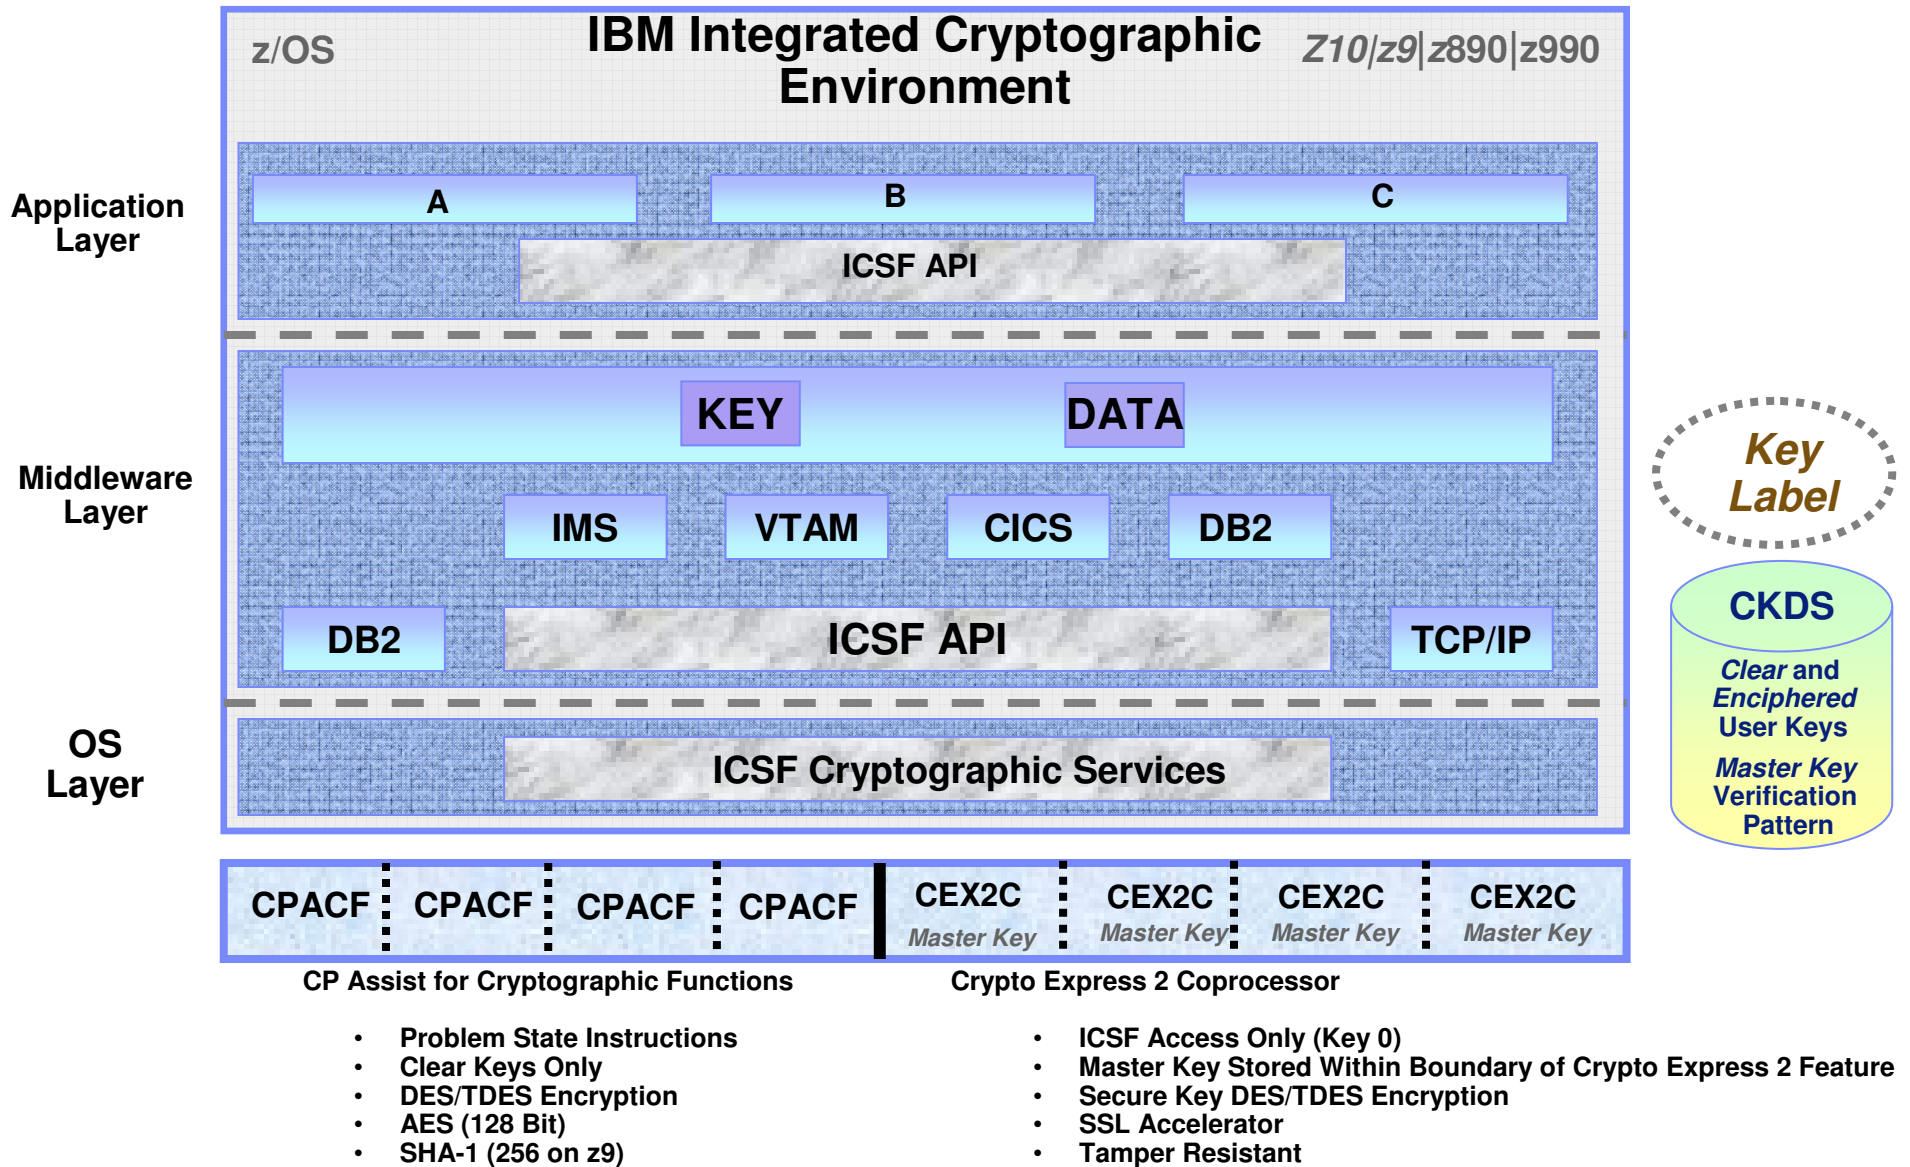 z/OS
IBM Integrated Cryptographic
Environment
Z10|z9|z890|z990
Application
Layer
A
B
C
ICSF API
Middleware
Layer
KEY
DATA
IMS
VTAM
CICS
DB2
DB2
ICSF API
TCP/IP
Key
Label
CKDS
Clear and
Enciphered
User Keys
Master Key
Verification
Pattern
OS
Layer
ICSF Cryptographic Services
CPACF
CPACF
CPACF
CPACF
CEX2C
Master Key
CEX2C
Master Key
CEX2C
Master Key
CEX2C
Master Key
CP Assist for Cryptographic Functions
• Problem State Instructions
• Clear Keys Only
• DES/TDES Encryption
• AES (128 Bit)
• SHA-1 (256 on z9)
Crypto Express 2 Coprocessor
• ICSF Access Only (Key 0)
• Master Key Stored Within Boundary of Crypto Express 2 Feature
• Secure Key DES/TDES Encryption
• SSL Accelerator
• Tamper Resistant